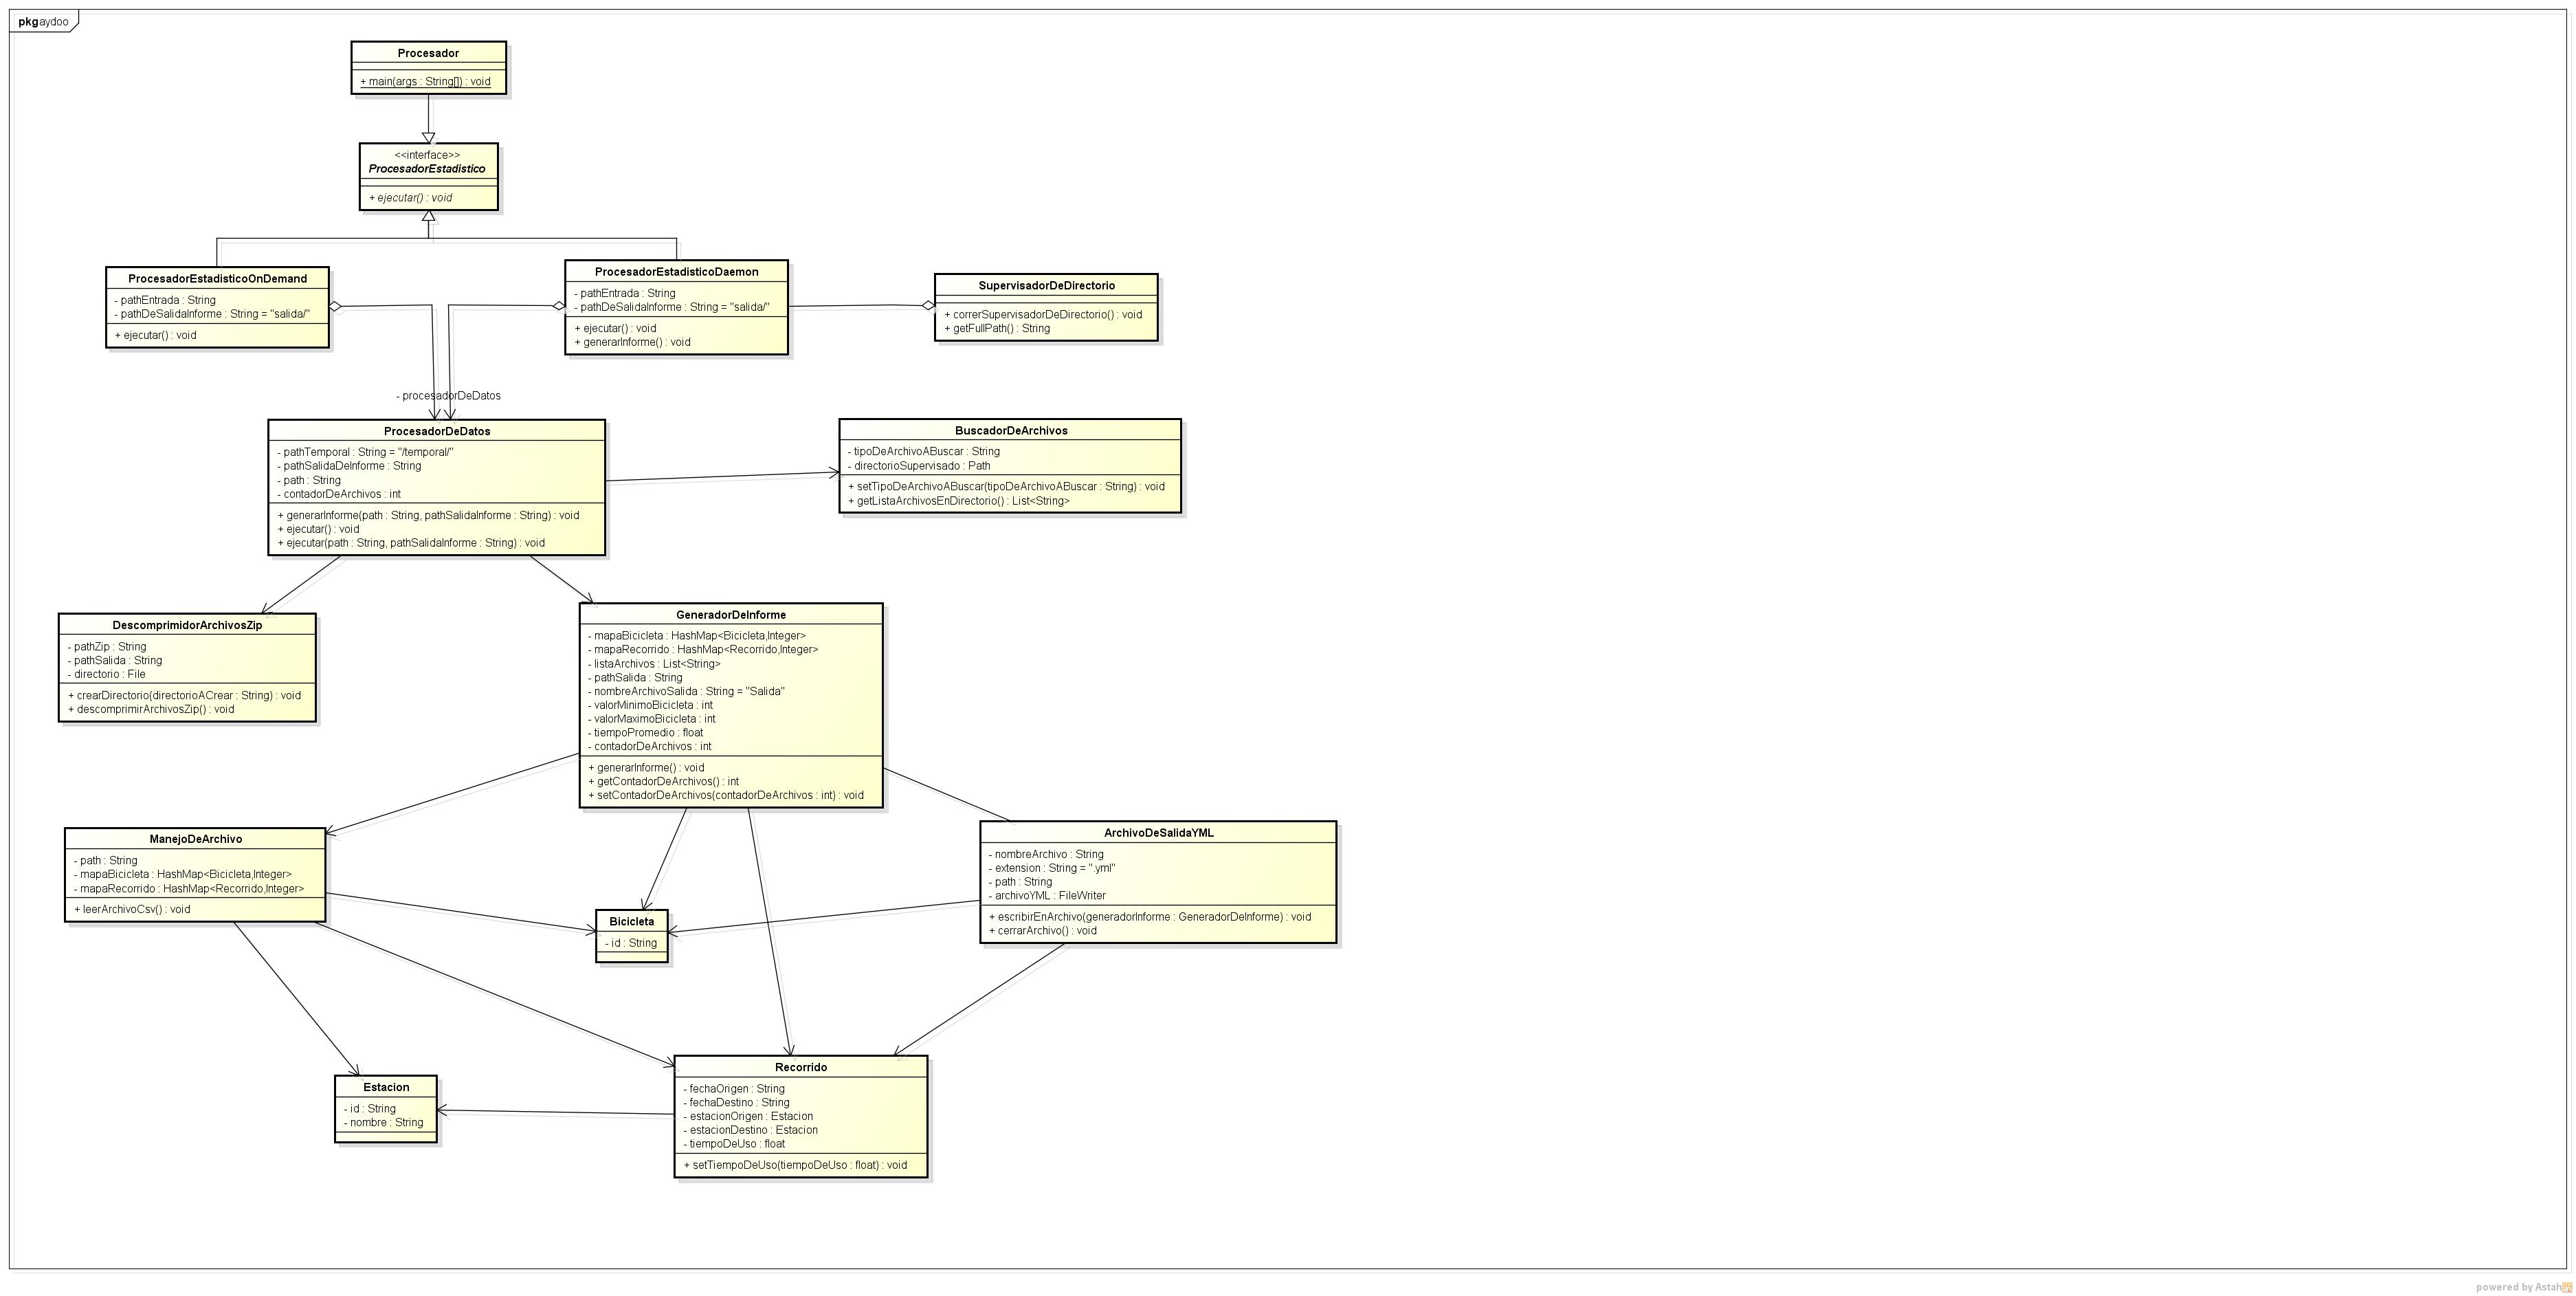 pkg aydoo
Procesador
+ main(args : String[]) : void
<<interface>>
ProcesadorEstadistico
+ ejecutar() : void
ProcesadorEstadisticoOnDemand
- pathEntrada : String
- pathDeSalidaInforme : String = "salida/"
+ ejecutar() : void
ProcesadorEstadisticoDaemon
- pathEntrada : String
- pathDeSalidaInforme : String = "salida/"
+ ejecutar() : void
+ generarInforme() : void
SupervisadorDeDirectorio
+ correrSupervisadorDeDirectorio() : void
+ getFullPath() : String
- procesadorDeDatos
ProcesadorDeDatos
- pathTemporal : String = "/temporal/"
- pathSalidaDeInforme : String
- path : String
- contadorDeArchivos : int
+ generarInforme(path : String, pathSalidaInforme : String) : void
+ ejecutar() : void
+ ejecutar(path : String, pathSalidaInforme : String) : void
BuscadorDeArchivos
- tipoDeArchivoABuscar : String
- directorioSupervisado : Path
+ setTipoDeArchivoABuscar(tipoDeArchivoABuscar : String) : void
+ getListaArchivosEnDirectorio() : List<String>
DescomprimidorArchivosZip
- pathZip : String
- pathSalida : String
- directorio : File
+ crearDirectorio(directorioACrear : String) : void
+ descomprimirArchivosZip() : void
GeneradorDeInforme
- mapaBicicleta : HashMap<Bicicleta,Integer>
- mapaRecorrido : HashMap<Recorrido,Integer>
- listaArchivos : List<String>
- pathSalida : String
- nombreArchivoSalida : String = "Salida"
- valorMinimoBicicleta : int
- valorMaximoBicicleta : int
- tiempoPromedio : float
- contadorDeArchivos : int
+ generarInforme() : void
+ getContadorDeArchivos() : int
+ setContadorDeArchivos(contadorDeArchivos : int) : void
ManejoDeArchivo
- path : String
- mapaBicicleta : HashMap<Bicicleta,Integer>
- mapaRecorrido : HashMap<Recorrido,Integer>
+ leerArchivoCsv() : void
ArchivoDeSalidaYML
- nombreArchivo : String
- extension : String = ".yml"
- path : String
- archivoYML : FileWriter
+ escribirEnArchivo(generadorInforme : GeneradorDeInforme) : void
+ cerrarArchivo() : void
Bicicleta
- id : String
Estacion
- id : String
- nombre : String
Recorrido
- fechaOrigen : String
- fechaDestino : String
- estacionOrigen : Estacion
- estacionDestino : Estacion
- tiempoDeUso : float
+ setTiempoDeUso(tiempoDeUso : float) : void
powered by Astah